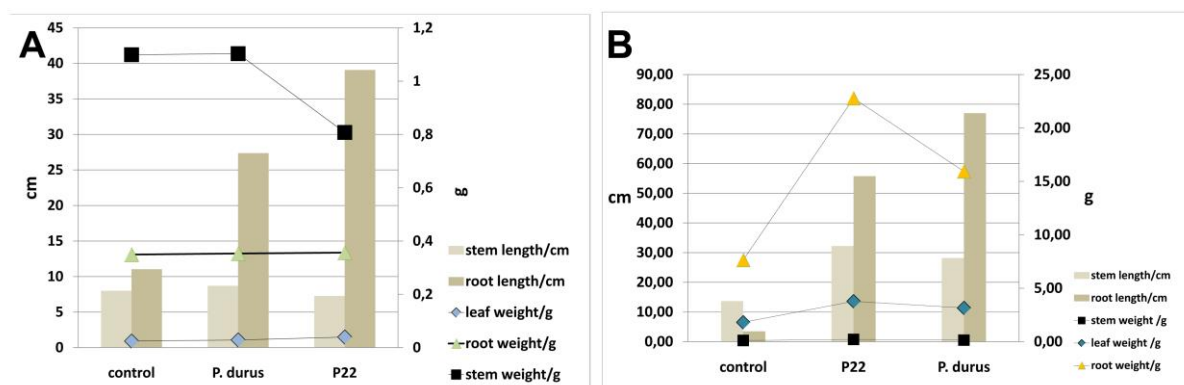 A
45
40
35
30
25
20
15
10
5
0
cm
1,2
1
0,8
0,6
0,4
0,2
0
g
control
P. durus
P22
stem length/cm
root length/cm
leaf weight/g
root weight/g
stem weight/g
B
90,00
80,00
70,00
60,00
50,00
40,00
30,00
20,00
10,00
0,00
cm
25,00
20,00
15,00
10,00
5,00
0,00
g
control
P22
P. durus
stem length/cm
root length/cm
stem weight /g
leaf weight/g
root weight/g